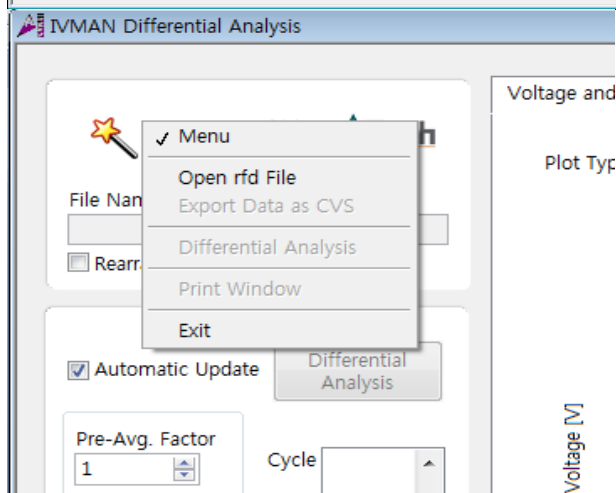 IVMAN Differential Analysis
Voltage and
Menu
Plot Typ
Open rfd File
File Nam
Export Data as CVS
Differential Analysis
Rearr
Print Window
Exit
Automatic Update
Differential
Analysis
Pre-Avg. Factor
1
Cycle
Voltage [V]